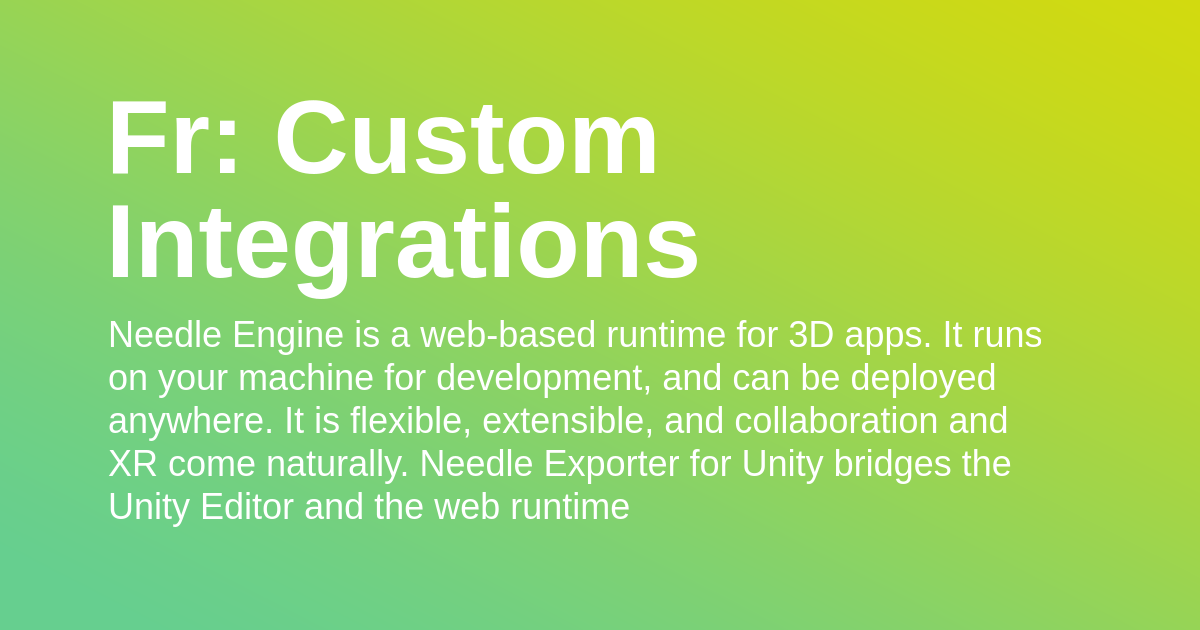 Fr: Custom
Integrations
Needle Engine is a web-based runtime for 3D apps. It runs
on your machine for development, and can be deployed
anywhere. It is flexible, extensible, and collaboration and
XR come naturally. Needle Exporter for Unity bridges the
Unity Editor and the web runtime